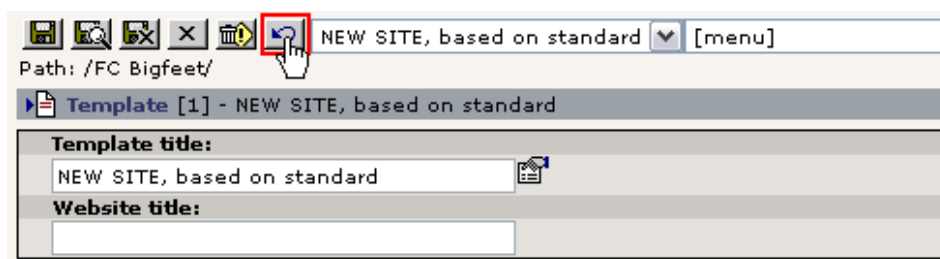 NEW SITE, based on standard [menu]
Path: /FC Bigfeet/
Template [1] - NEW SITE, based on standard
Template title:
NEW SITE, based on standard
Website title: